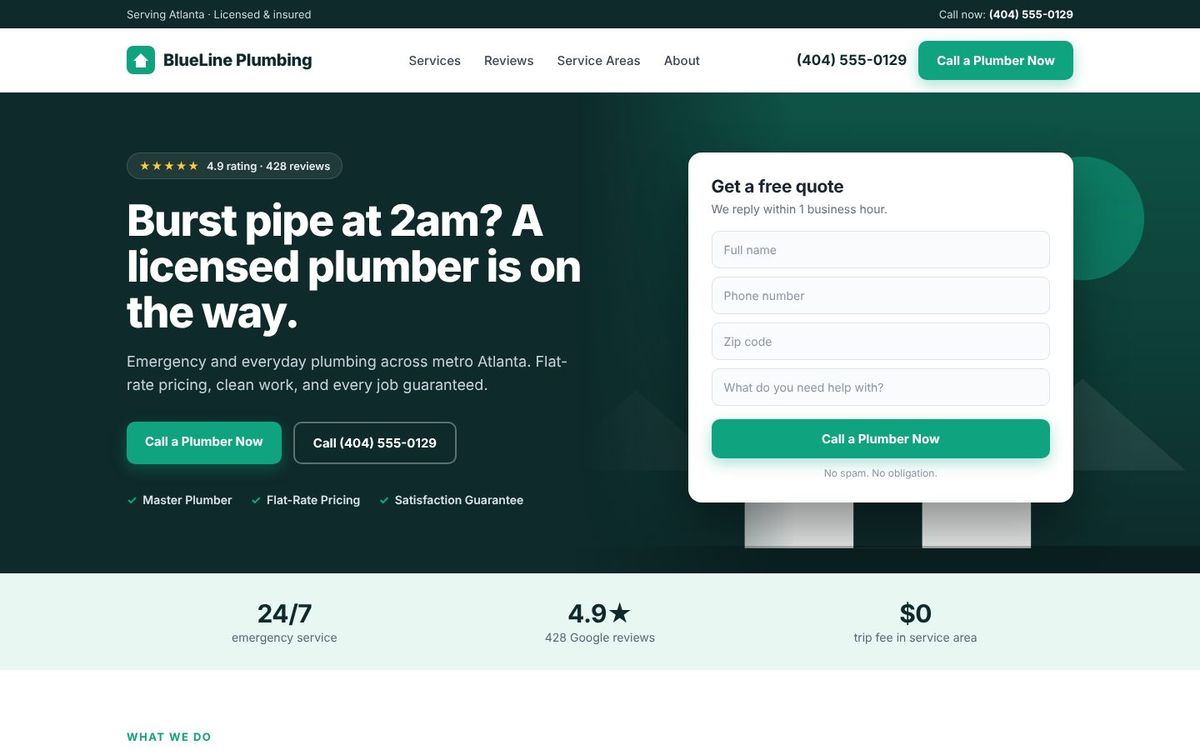 Serving Atlanta · Licensed & insured
Call now: (404) 555-0129
BlueLine Plumbing
Services
Reviews
Service Areas
About
(404) 555-0129
Call a Plumber Now
★★★★★ 4.9 rating · 428 reviews
Burst pipe at 2am? A
licensed plumber is on
the way.
Emergency and everyday plumbing across metro Atlanta. Flat-
rate pricing, clean work, and every job guaranteed.
Call a Plumber Now
Call (404) 555-0129
✓ Master Plumber
✓ Flat-Rate Pricing
✓ Satisfaction Guarantee
Get a free quote
We reply within 1 business hour.
Full name
Phone number
Zip code
What do you need help with?
Call a Plumber Now
No spam. No obligation.
24/7
emergency service
4.9★
428 Google reviews
$0
trip fee in service area
WHAT WE DO